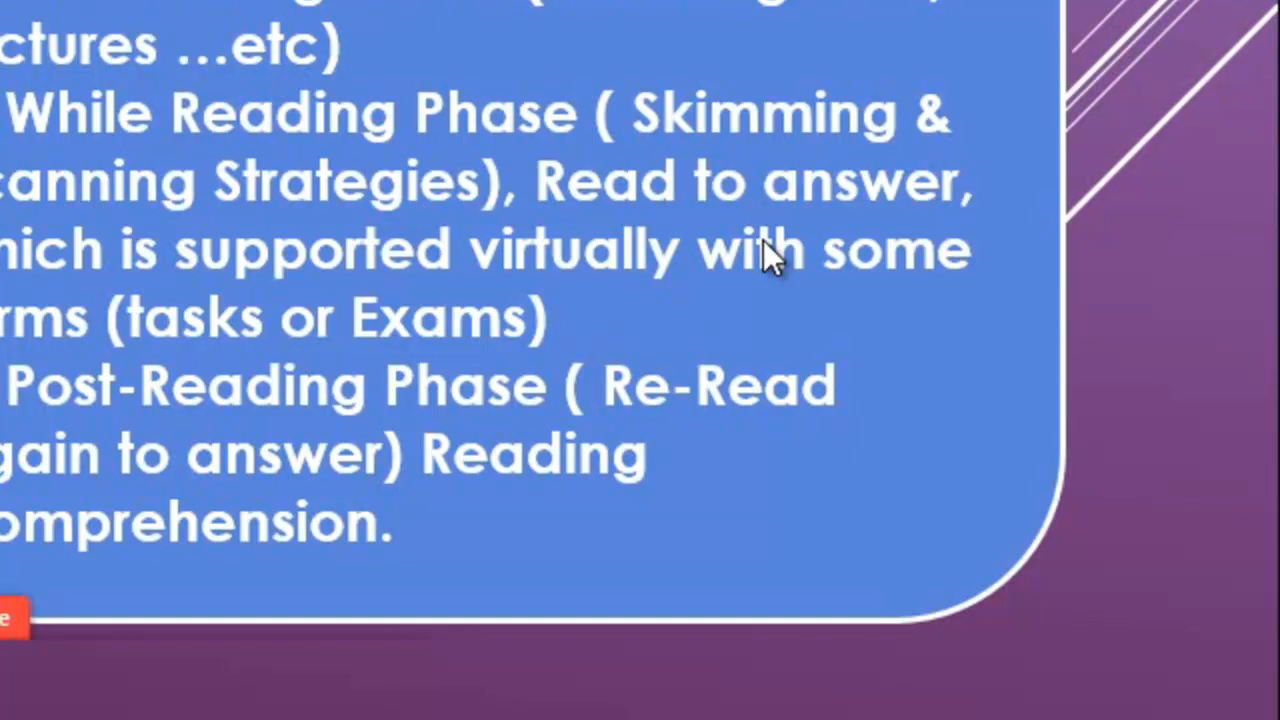 ctures ...etc)
While Reading Phase ( Skimming &
canning Strategies), Read to answer,
hich is supported virtually with some
rms (tasks or Exams)
Post-Reading Phase ( Re-Read
gain to answer) Reading
omprehension.
e